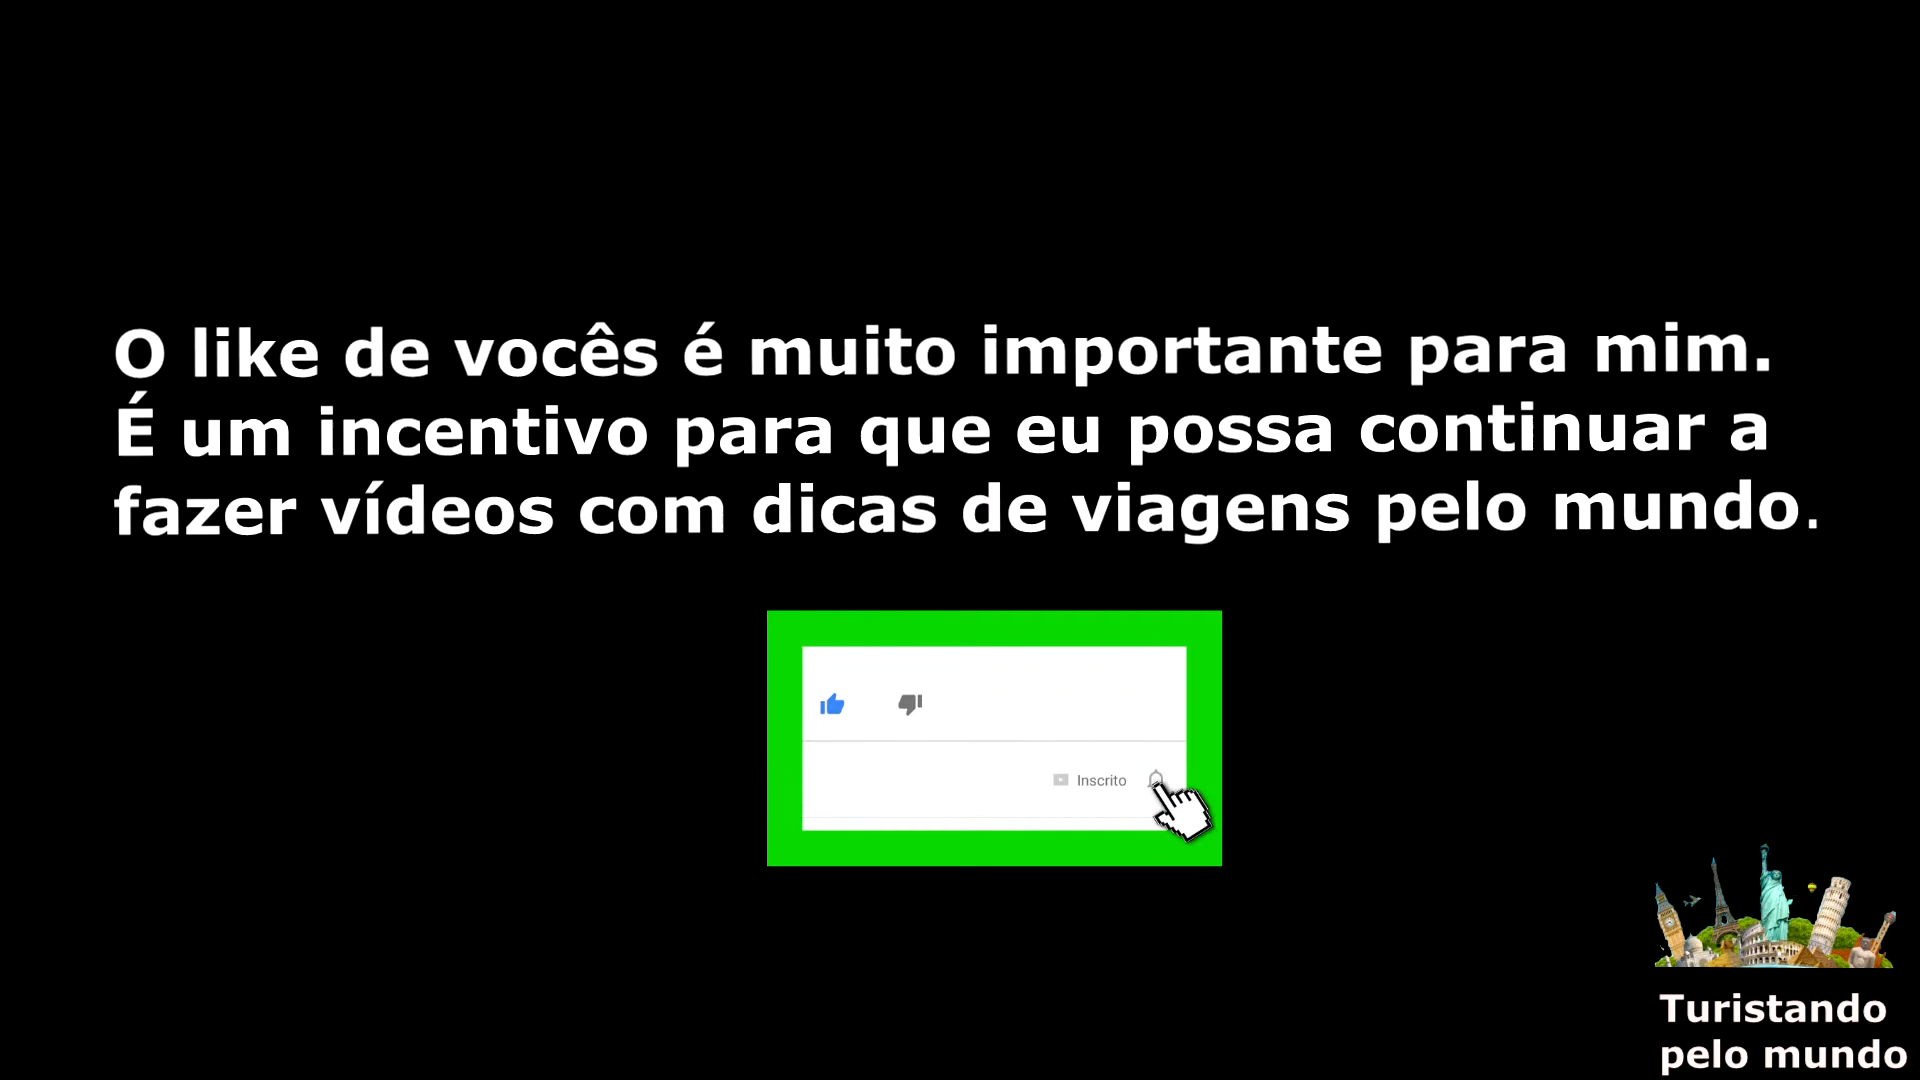 O like de vocês é muito importante para mim.
É um incentivo para que eu possa continuar a
fazer vídeos com dicas de viagens pelo mundo.
Inscrito
Turistando
pelo mundo